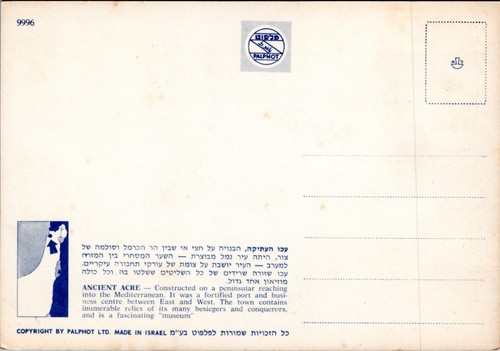 9996
פלפוט
PALPHOT
עכו העתיקה, הבנויה על חצי אי שבין הר הכרמל וסולמה של
צור, היתה עיר נמל מבוצרת — השער המסחרי בין המזרח
למערב — העיר יושבת על צומת של עורקי תחבורה עיקריים.
עכו שזורה שרידים של כל השליטים ששלטו בה וכל כולה
מוזיאון אחד גדול.
ANCIENT ACRE — Constructed on a peninsular reaching
into the Mediterranean. It was a fortified port and busi-
ness centre between East and West. The town contains
inumerable relics of its many besiegers and conquerors,
and is a fascinating "museum"
COPYRIGHT BY PALPHOT LTD. MADE IN ISRAEL כל הזכויות שמורות לפלפוט בע"מ